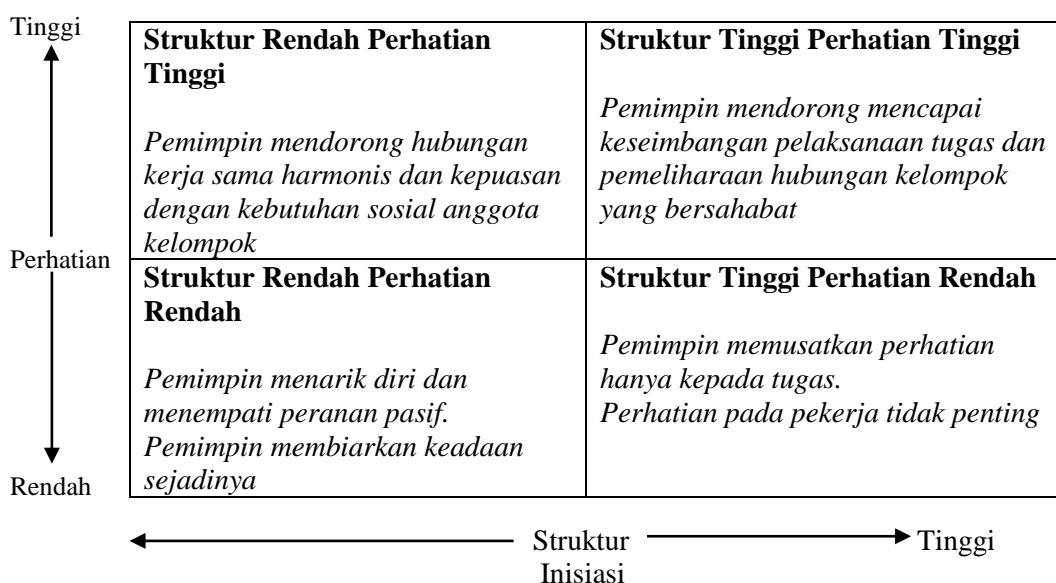 Tinggi
Struktur Rendah Perhatian
Tinggi
Pemimpin mendorong hubungan
kerja sama harmonis dan kepuasan
dengan kebutuhan sosial anggota
kelompok
Struktur Tinggi Perhatian Tinggi
Pemimpin mendorong mencapai
keseimbangan pelaksanaan tugas dan
pemeliharaan hubungan kelompok
yang bersahabat
Perhatian
Struktur Rendah Perhatian
Rendah
Pemimpin menarik diri dan
menempati peranan pasif.
Pemimpin membiarkan keadaan
sejadinya
Struktur Tinggi Perhatian Rendah
Pemimpin memusatkan perhatian
hanya kepada tugas.
Perhatian pada pekerja tidak penting
Rendah
Struktur
Inisiasi
Tinggi